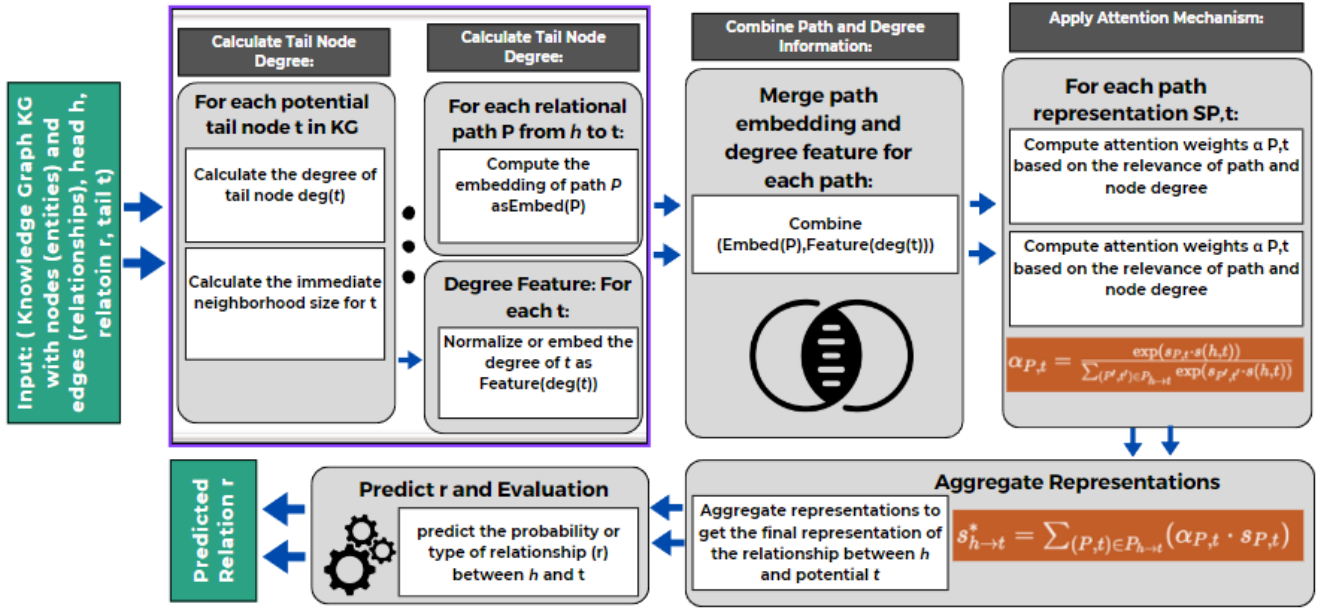 Input: ( Knowledge Graph KG
with nodes (entities) and
edges (relationships), head h,
relatoin r, tail t)
Calculate Tail Node
Degree:
For each potential
tail node t in KG
Calculate the degree of
tail node deg(t)
Calculate the immediate
neighborhood size for t
Calculate Tail Node
Degree:
For each relational
path P from h to t:
Compute the
embedding of path P
asEmbed(P)
Degree Feature: For
each t:
Normalize or embed the
degree of t as
Feature(deg(t))
Combine Path and Degree
Information:
Merge path
embedding and
degree feature for
each path:
Combine
(Embed(P),Feature(deg(t)))
Apply Attention Mechanism:
For each path
representation SP,t:
Compute attention weights α P,t
based on the relevance of path and
node degree
Compute attention weights α P,t
based on the relevance of path and
node degree
α_{P,t} = exp(s_{P,t}·s(h,t)) / ∑_{(P′,t′)∈P_{h→t}} exp(s_{P′,t′}·s(h,t))
Aggregate Representations
Aggregate representations to
get the final representation of
the relationship between h
and potential t
s*_{h→t} = ∑_{(P,t)∈P_{h→t}} (α_{P,t} · s_{P,t})
Predict r and Evaluation
predict the probability or
type of relationship (r)
between h and t
Predicted
Relation r